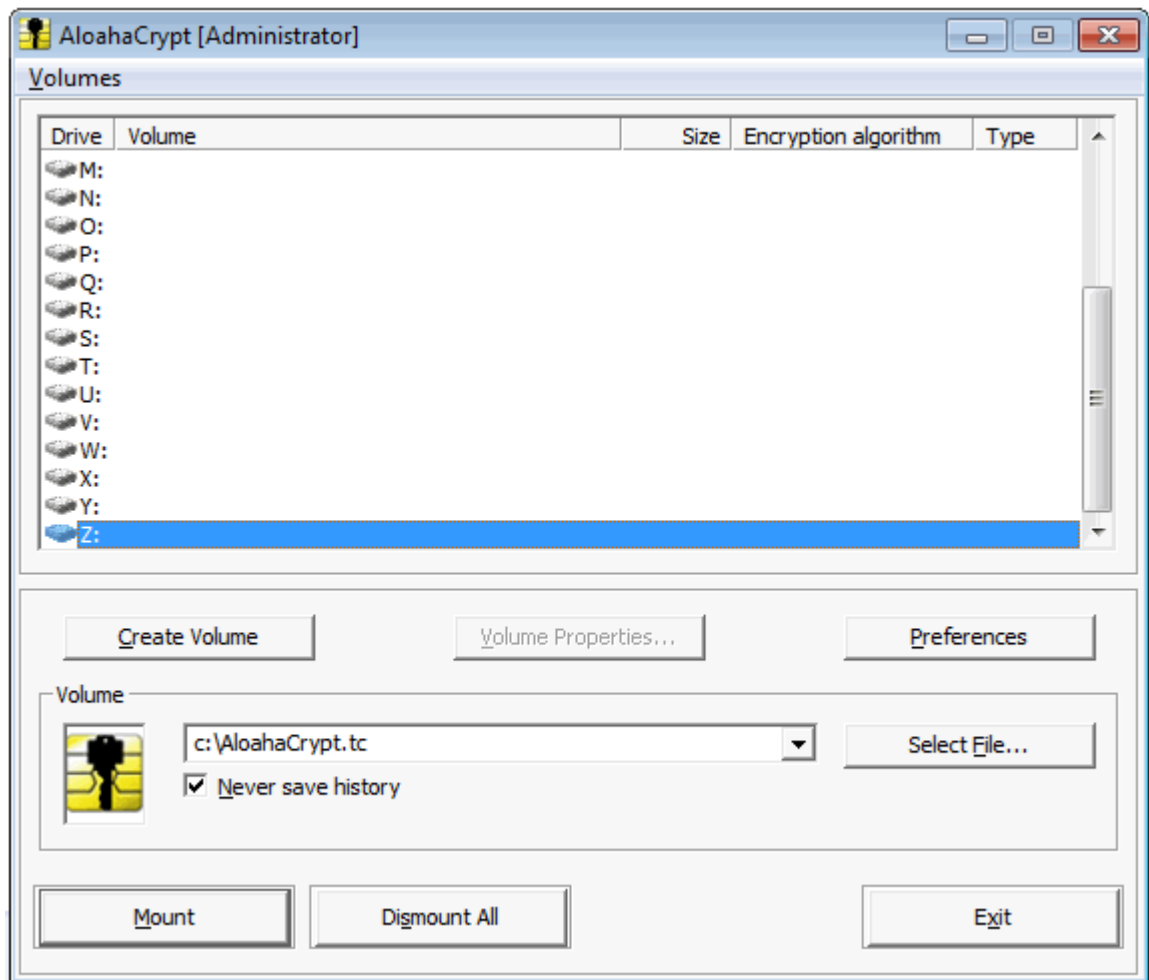 AloahaCrypt [Administrator]
Volumes
Drive Volume Size Encryption algorithm Type
M:
N:
O:
P:
Q:
R:
S:
T:
U:
V:
W:
X:
Y:
Z:
Create Volume Volume Properties... Preferences
Volume
c:\AloahaCrypt.tc Select File...
Never save history
Mount Dismount All Exit